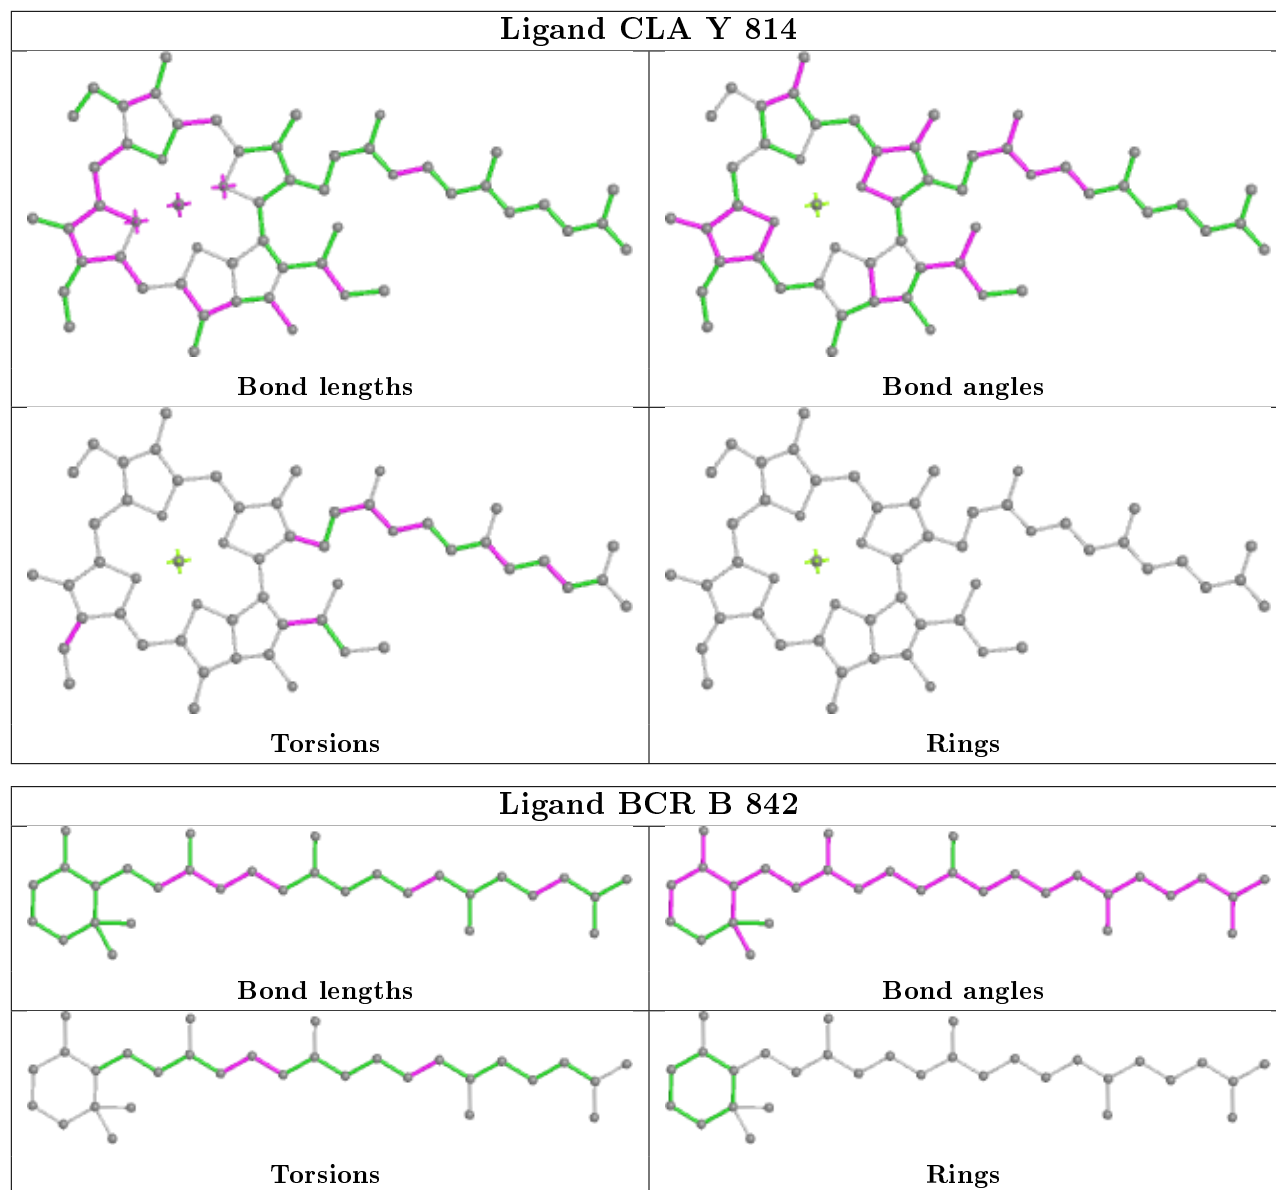 Ligand CLA Y 814
Bond lengths
Bond angles
Torsions
Rings
Ligand BCR B 842
Bond lengths
Bond angles
Torsions
Rings